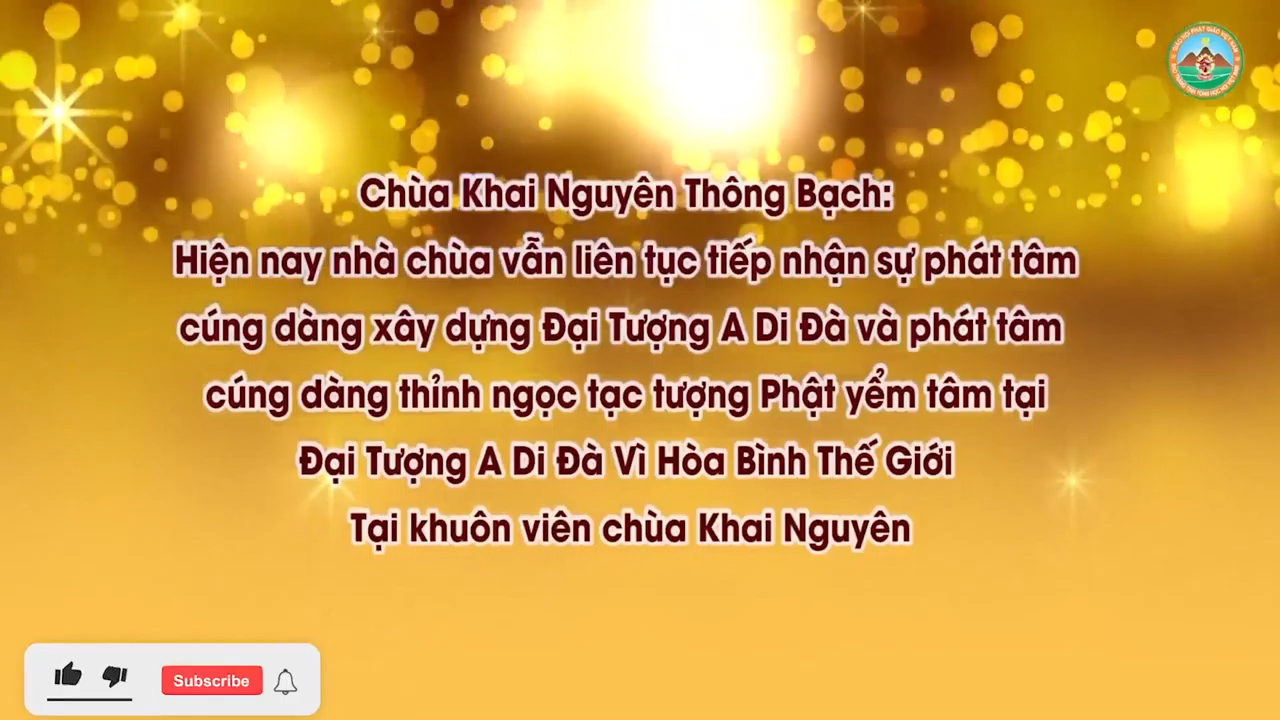 Chùa Khai Nguyên Thông Bạch:
Hiện nay nhà chùa vẫn liên tục tiếp nhận sự phát tâm
cúng dàng xây dựng Đại Tượng A Di Đà và phát tâm
cúng dàng thỉnh ngọc tạc tượng Phật yểm tâm tại
Đại Tượng A Di Đà Vì Hòa Bình Thế Giới
Tại khuôn viên chùa Khai Nguyên
Subscribe